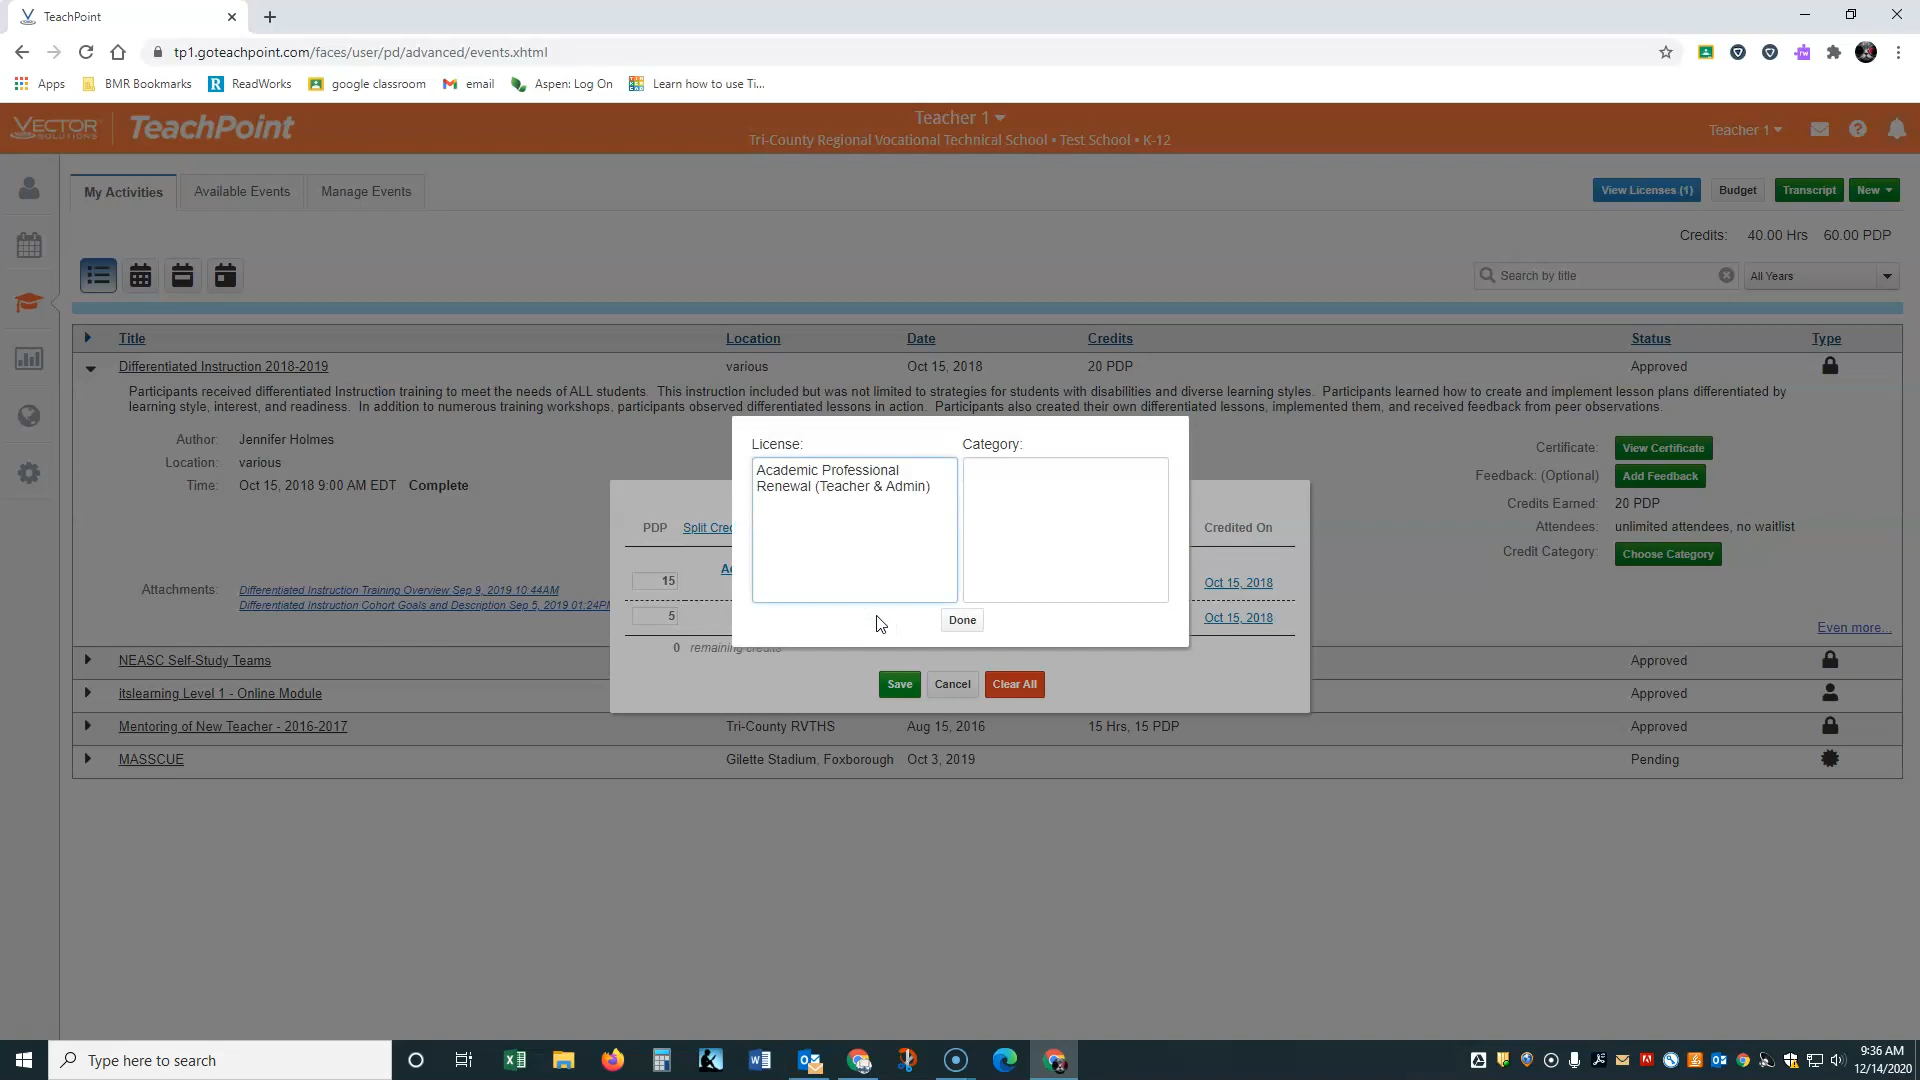 TeachPoint
tp1.goteachpoint.com/faces/user/pd/advanced/events.xhtml
Apps BMR Bookmarks ReadWorks google classroom email Aspen: Log On Learn how to use Ti...
VECTOR SOLUTIONS TeachPoint
Teacher 1
Tri-County Regional Vocational Technical School • Test School • K-12
Teacher 1
My Activities Available Events Manage Events
View Licenses (1) Budget Transcript New
Credits: 40.00 Hrs 60.00 PDP
Search by title All Years
Title Location Date Credits Status Type
Differentiated Instruction 2018-2019 various Oct 15, 2018 20 PDP Approved
Participants received differentiated Instruction training to meet the needs of ALL students. This instruction included but was not limited to strategies for students with disabilities and diverse learning styles. Participants learned how to create and implement lesson plans differentiated by
learning style, interest, and readiness. In addition to numerous training workshops, participants observed differentiated lessons in action. Participants also created their own differentiated lessons, implemented them, and received feedback from peer observations.
Author: Jennifer Holmes
Location: various
Time: Oct 15, 2018 9:00 AM EDT Complete
Attachments: Differentiated Instruction Training Overview Sep 9, 2019 10:44AM
Differentiated Instruction Cohort Goals and Description Sep 5, 2019 01:24PM
Certificate: View Certificate
Feedback: (Optional) Add Feedback
Credits Earned: 20 PDP
Attendees: unlimited attendees, no waitlist
Credit Category: Choose Category
Even more...
License: Category:
Academic Professional
Renewal (Teacher & Admin)
Done
PDP Split Cred Credited On
15 Ac Oct 15, 2018
5 Oct 15, 2018
0 remaining credits
Save Cancel Clear All
NEASC Self-Study Teams Approved
itslearning Level 1 - Online Module Approved
Mentoring of New Teacher - 2016-2017 Tri-County RVTHS Aug 15, 2016 15 Hrs, 15 PDP Approved
MASSCUE Gilette Stadium, Foxborough Oct 3, 2019 Pending
Type here to search
9:36 AM
12/14/2020